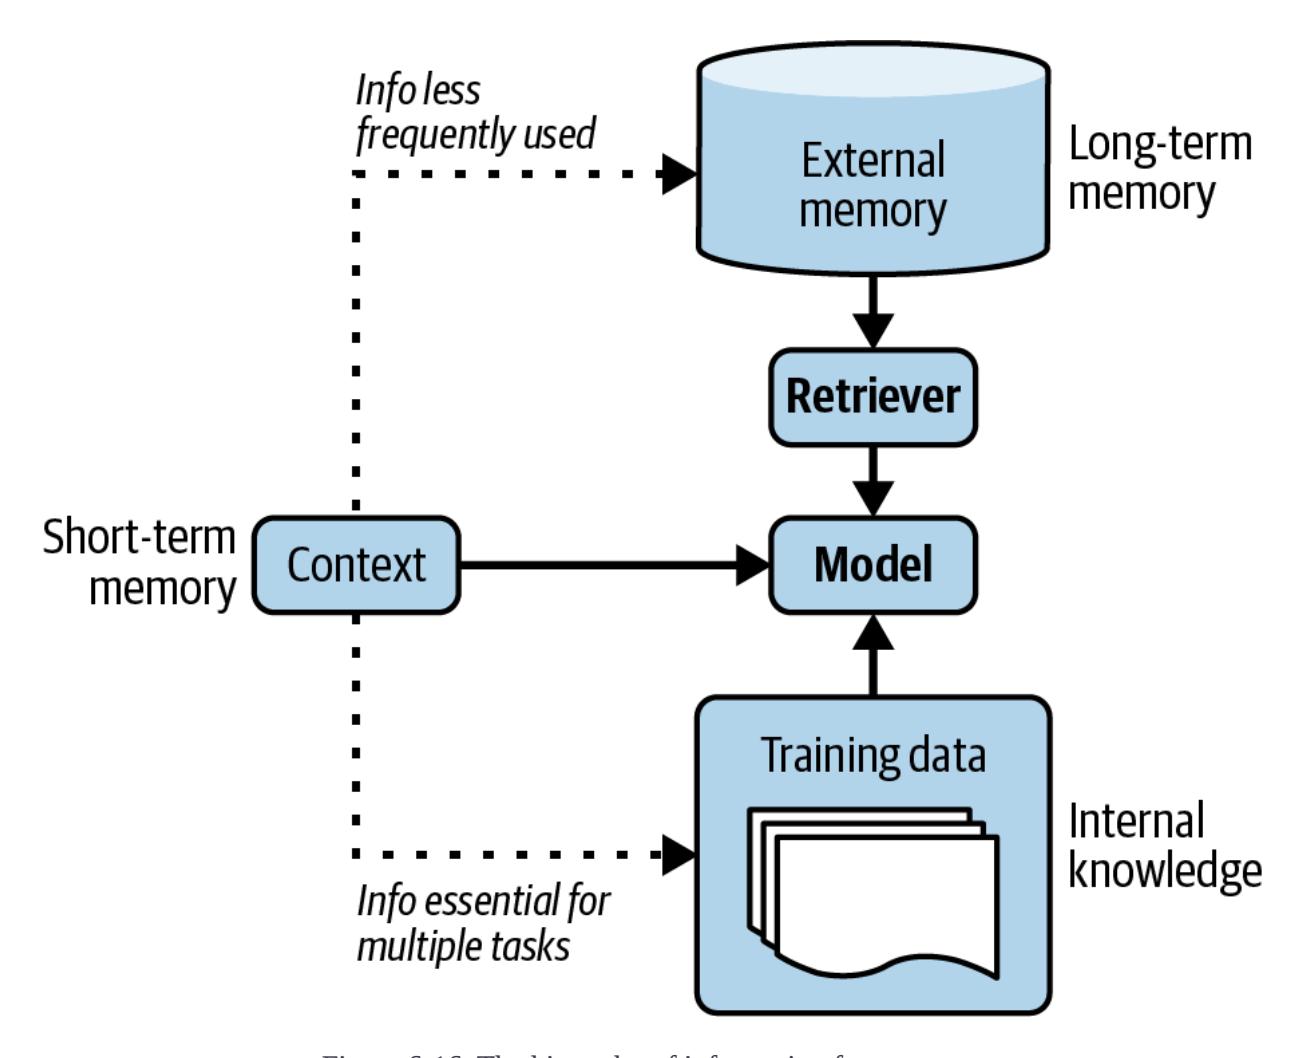 Info less
frequently used
External
memory
Long-term
memory
Retriever
Short-term
memory
Context
Model
Training data
Internal
knowledge
Info essential for
multiple tasks